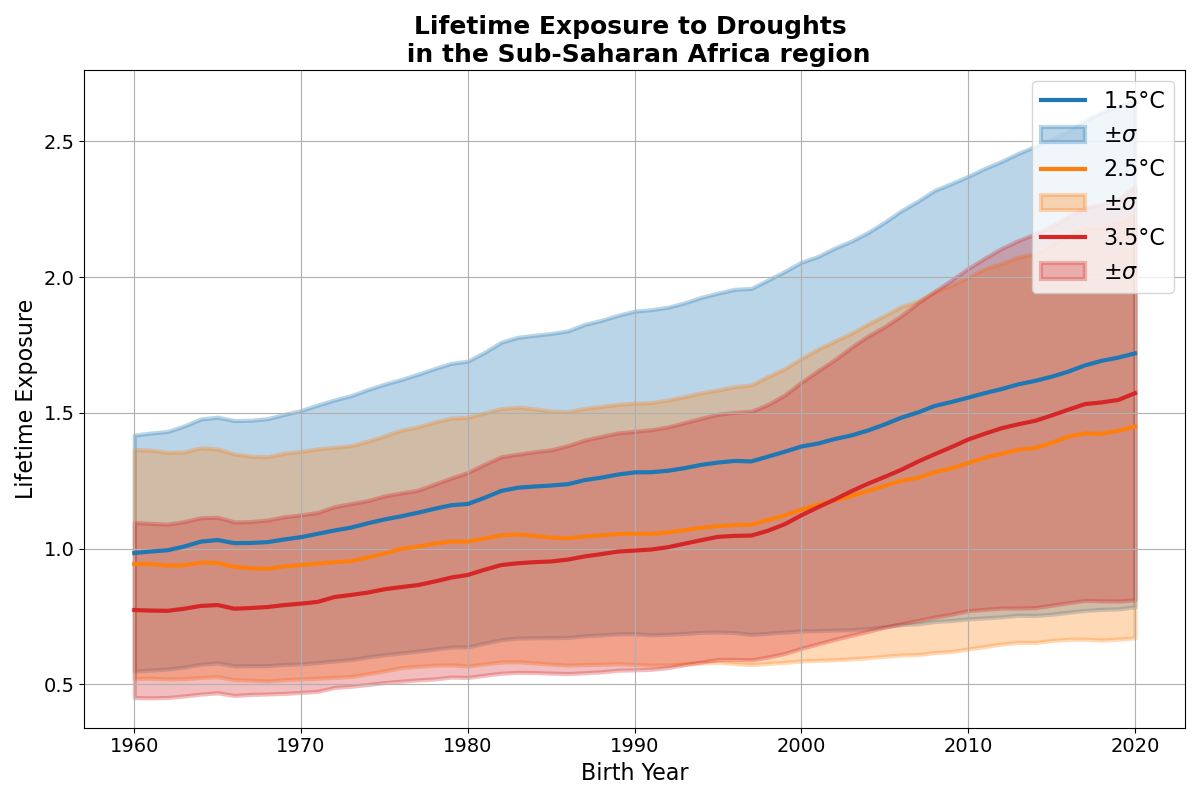 Lifetime Exposure to Droughts
in the Sub-Saharan Africa region
1.5°C
±σ
2.5°C
±σ
3.5°C
±σ
Lifetime Exposure
2.5
2.0
1.5
1.0
0.5
1960 1970 1980 1990 2000 2010 2020
Birth Year